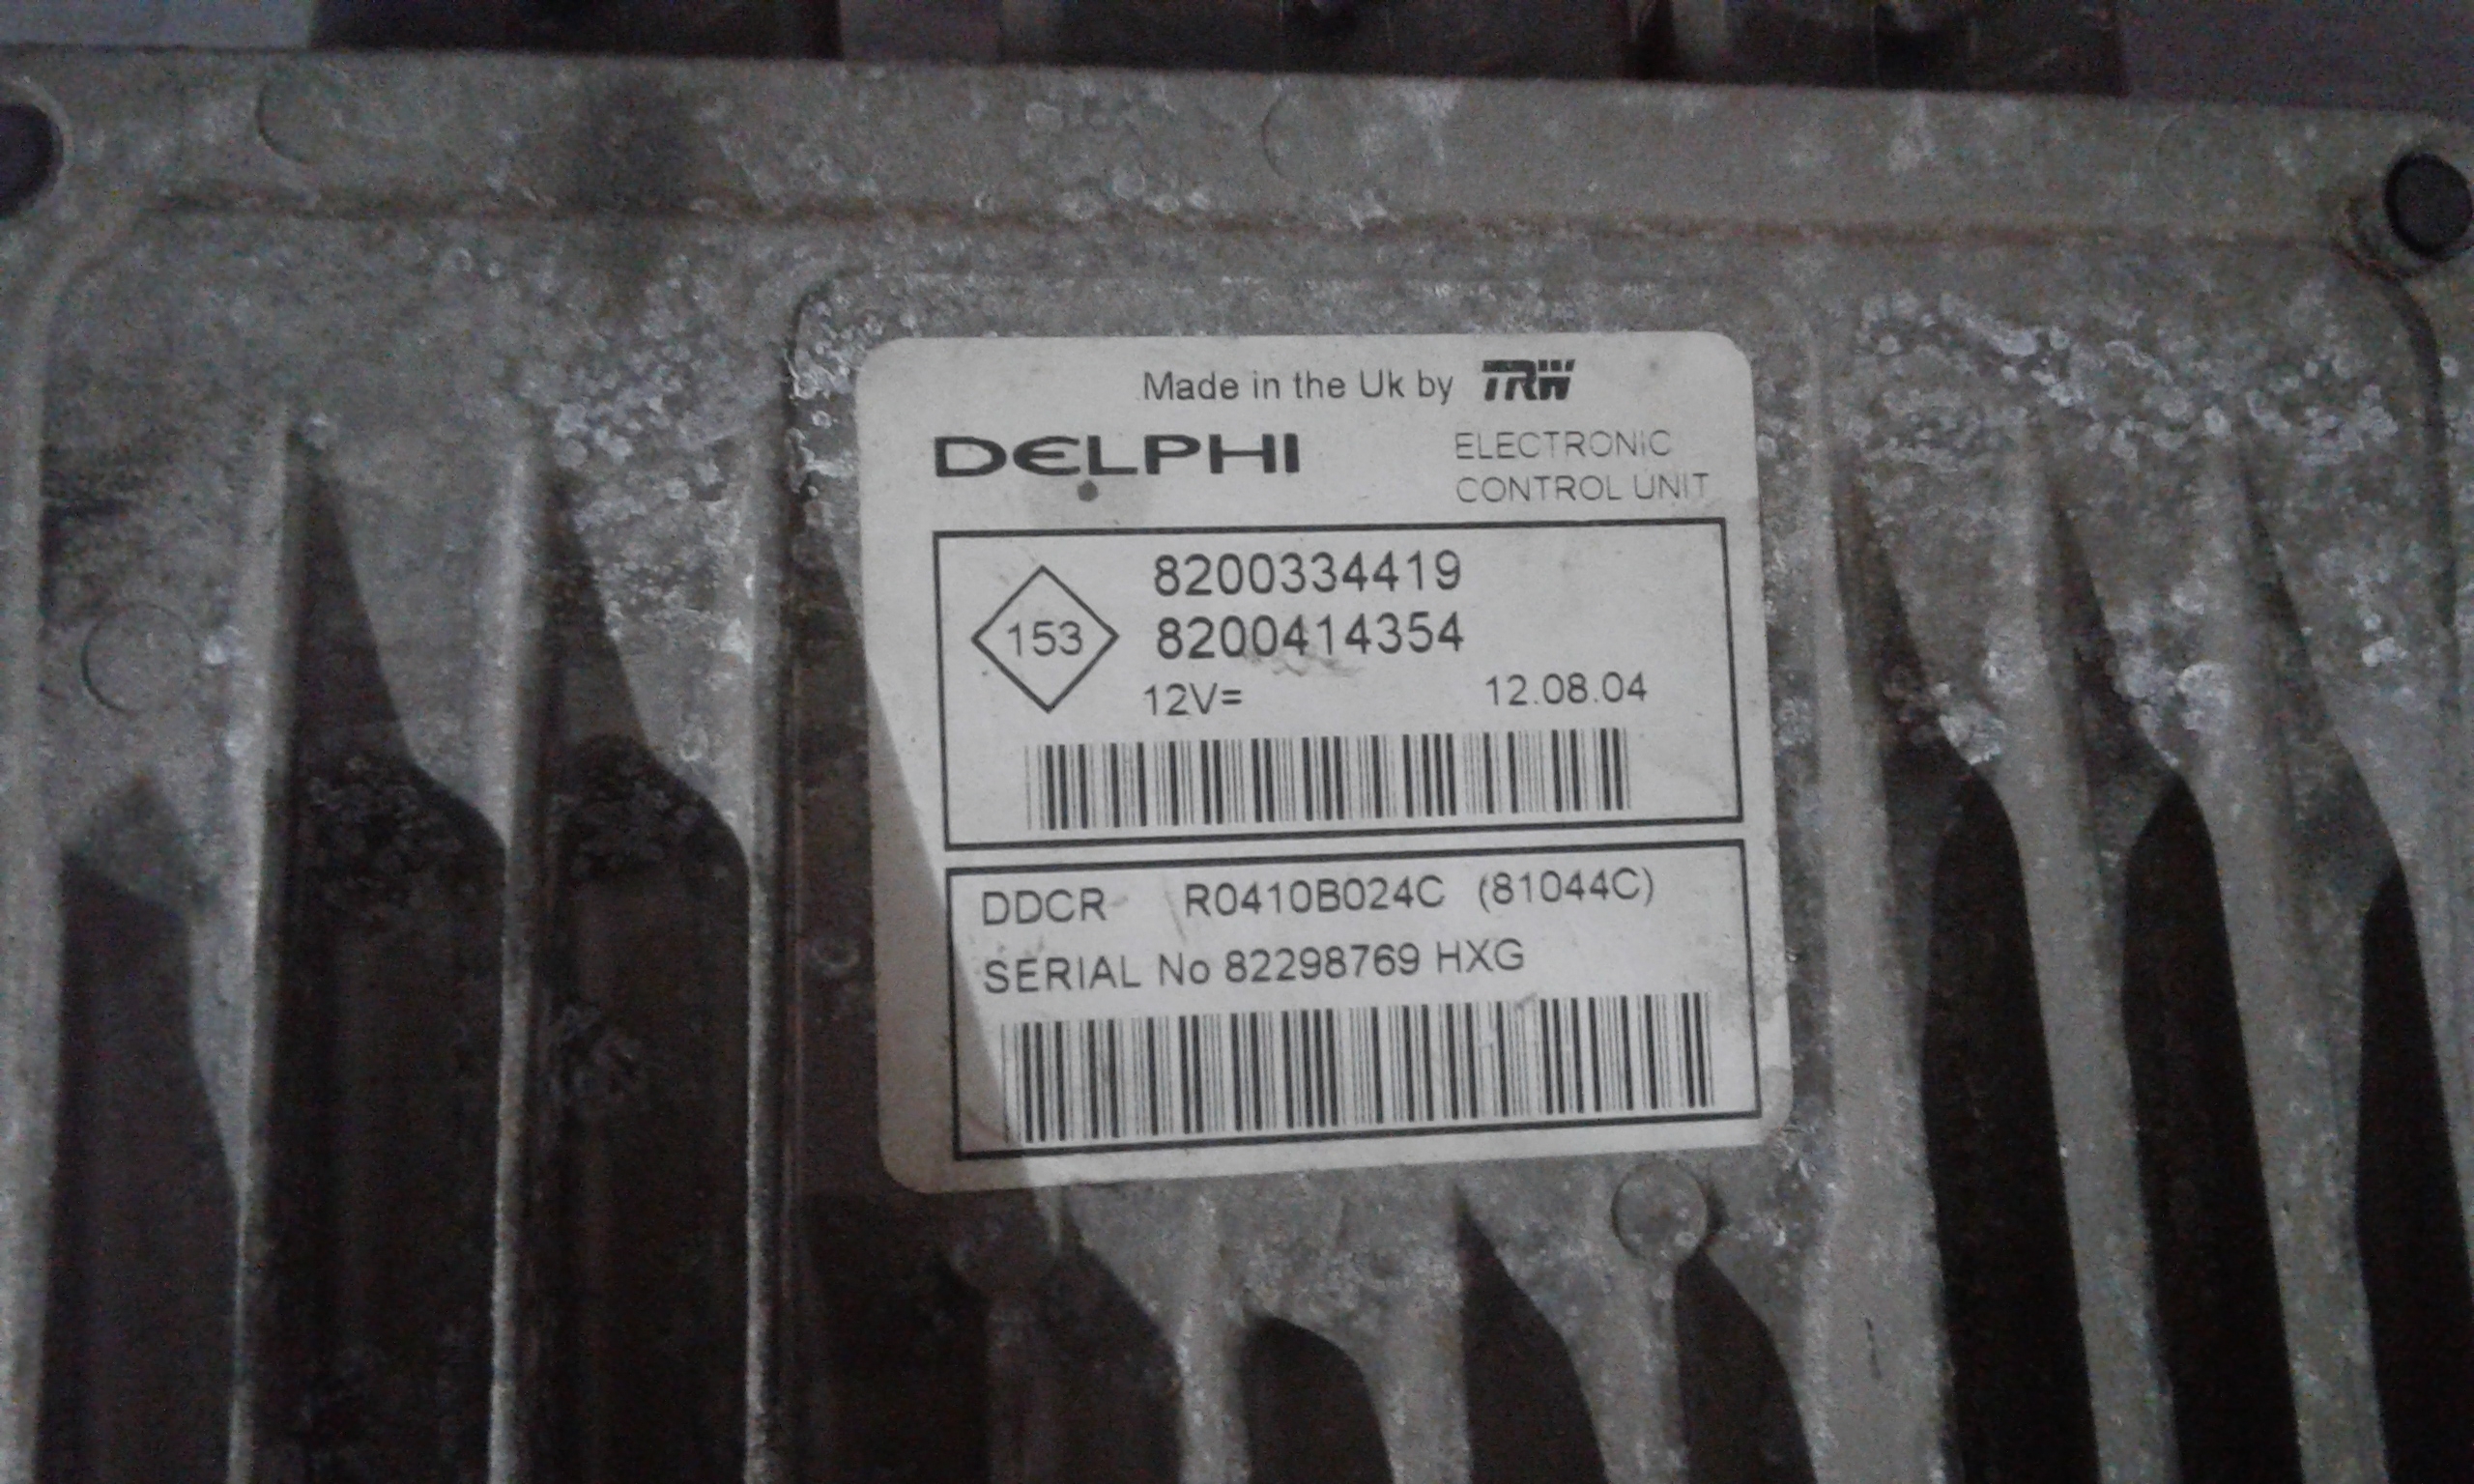 Made in the Uk by TRW
DELPHI
ELECTRONIC
CONTROL UNIT
153
8200334419
8200414354
12V=
12.08.04
DDCR R0410B024C (81044C)
SERIAL No 82298769 HXG